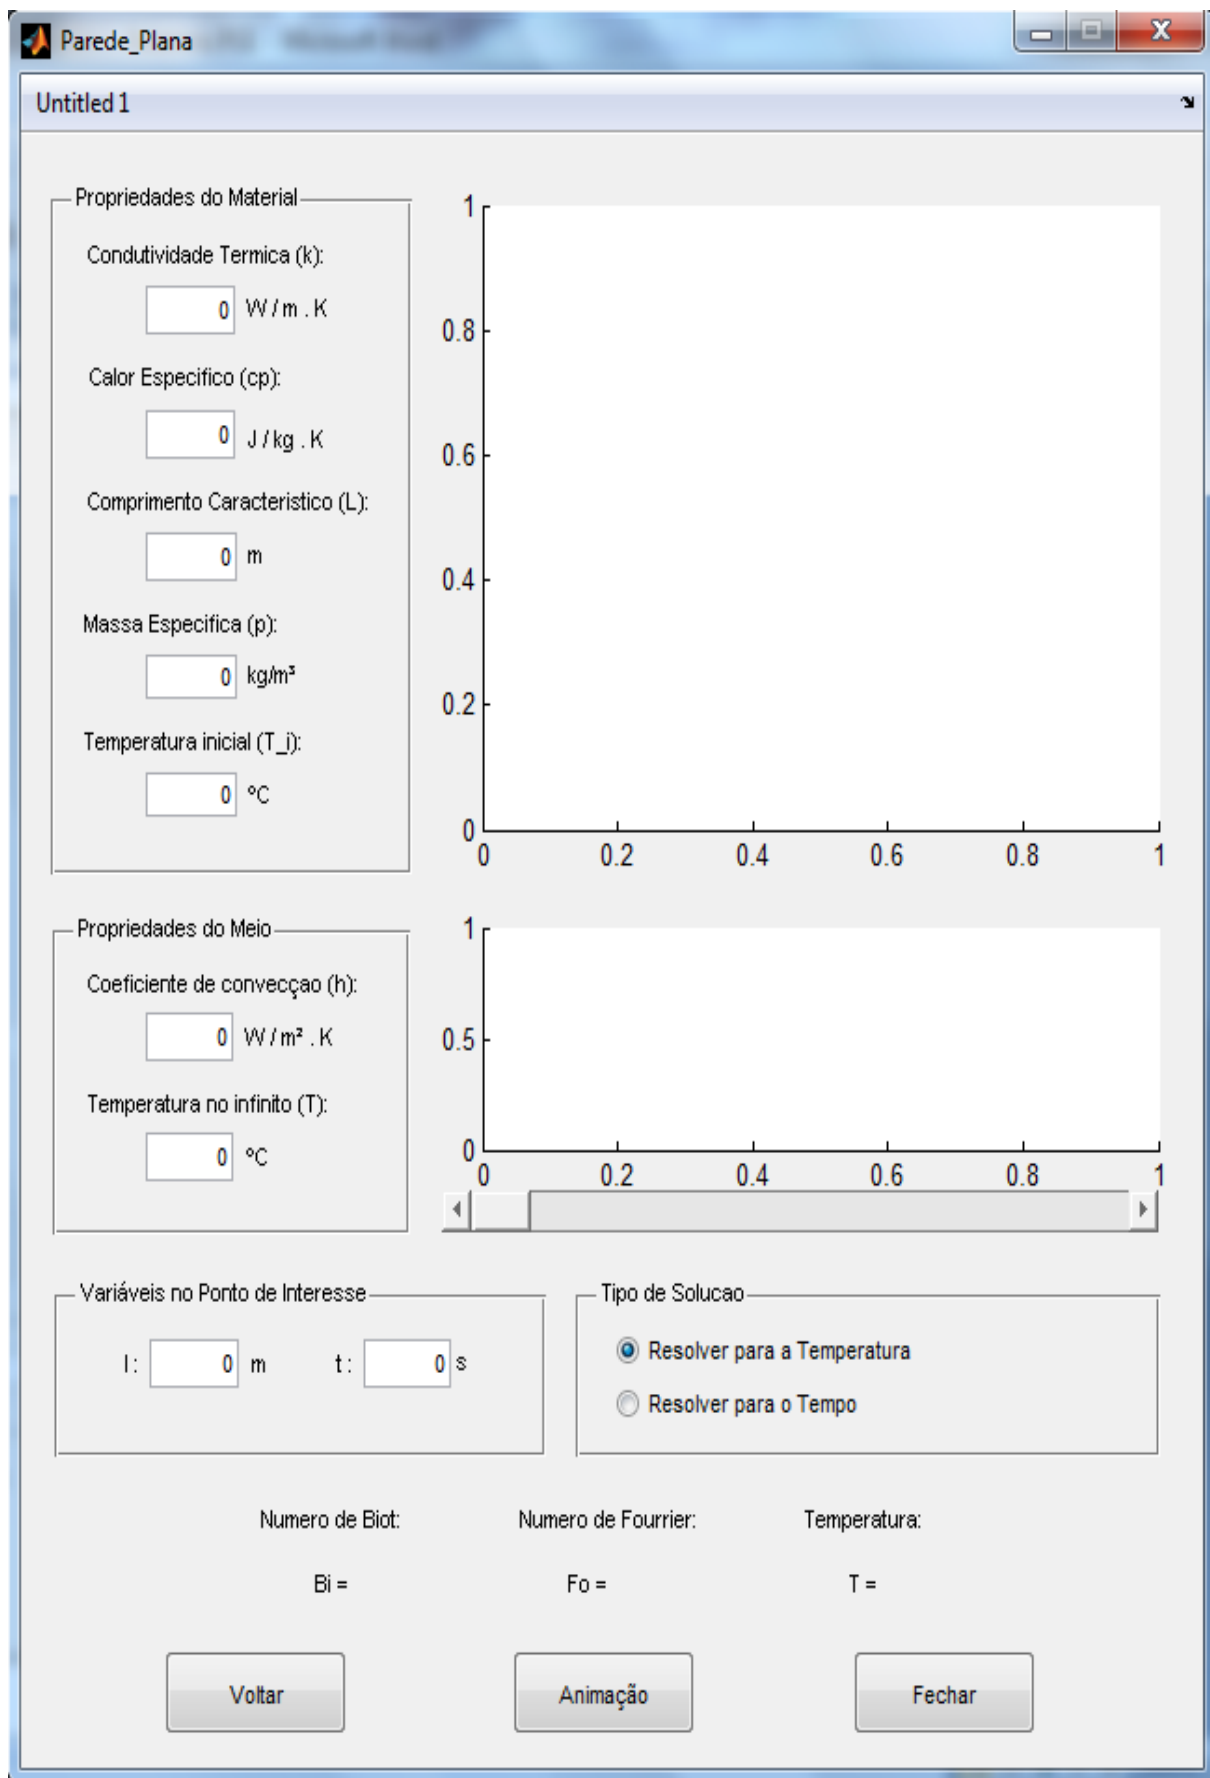 Parede_Plana
Untitled 1
Propriedades do Material
Condutividade Termica (k):
0 W / m . K
Calor Especifico (cp):
0 J / kg . K
Comprimento Caracteristico (L):
0 m
Massa Especifica (p):
0 kg/m³
Temperatura inicial (T_i):
0 ºC
1
0.8
0.6
0.4
0.2
0
0 0.2 0.4 0.6 0.8 1
Propriedades do Meio
Coeficiente de convecçao (h):
0 W / m² . K
Temperatura no infinito (T):
0 ºC
1
0.5
0
0 0.2 0.4 0.6 0.8 1
Variáveis no Ponto de Interesse
l : 0 m t : 0 s
Tipo de Solucao
Resolver para a Temperatura
Resolver para o Tempo
Numero de Biot: Numero de Fourrier: Temperatura:
Bi = Fo = T =
Voltar Animação Fechar